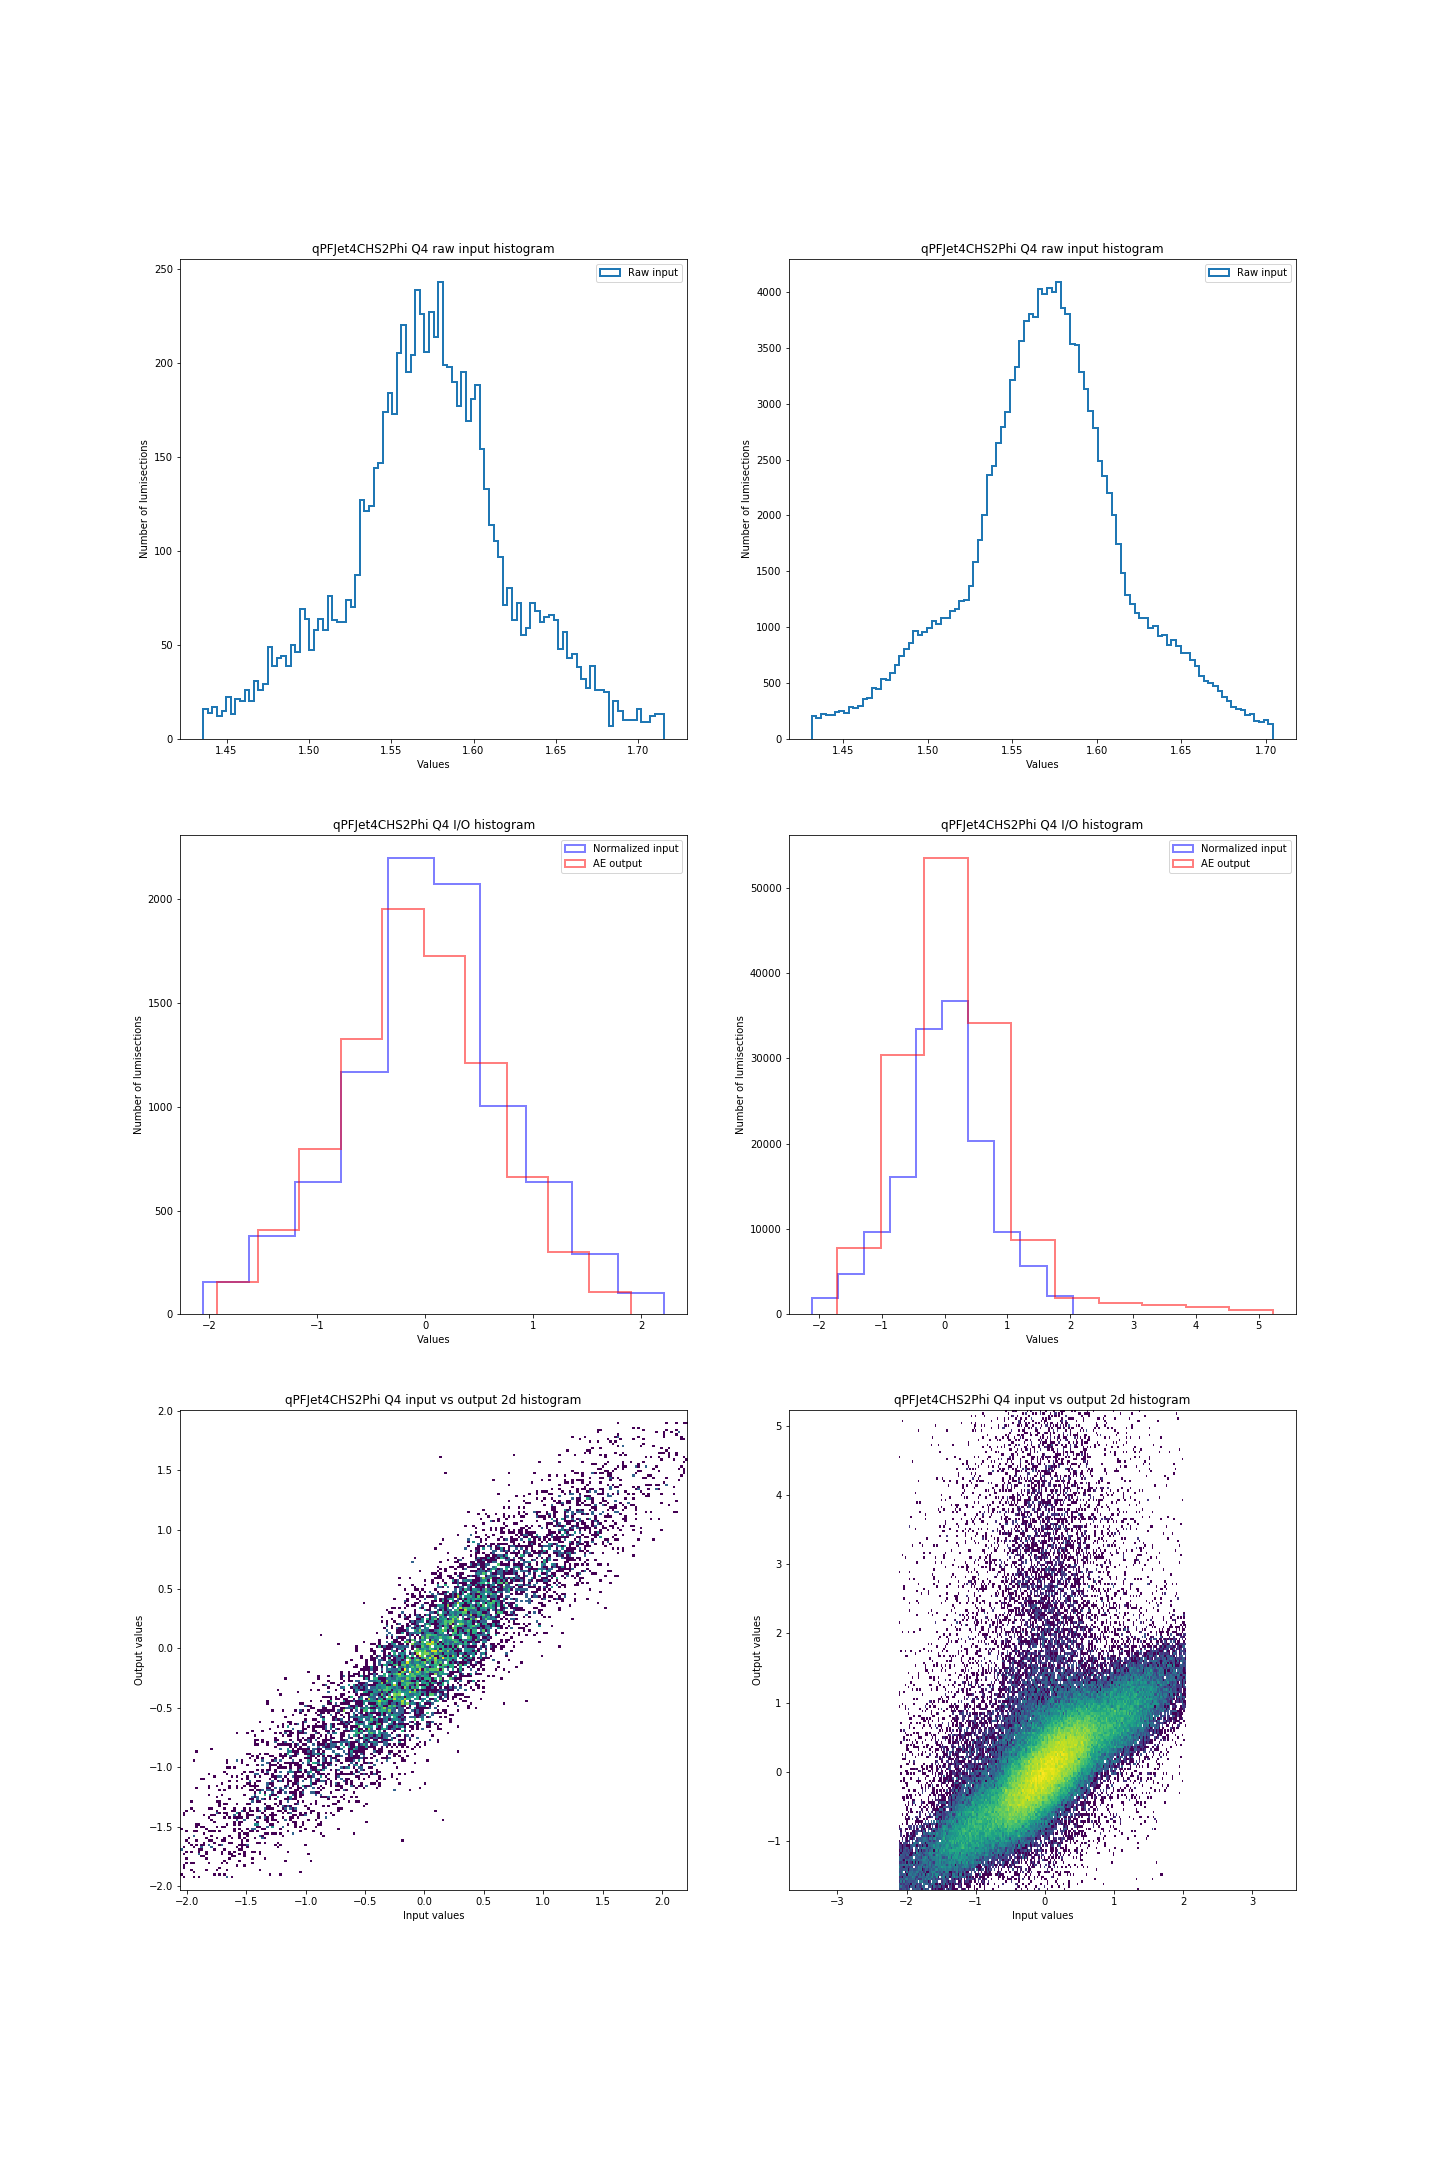 qPFJet4CHS2Phi Q4 raw input histogram
Raw input
250
200
150
100
50
0
Number of lumisections
1.45 1.50 1.55 1.60 1.65 1.70
Values
qPFJet4CHS2Phi Q4 raw input histogram
Raw input
4000
3500
3000
2500
2000
1500
1000
500
0
Number of lumisections
1.45 1.50 1.55 1.60 1.65 1.70
Values
qPFJet4CHS2Phi Q4 I/O histogram
Normalized input
AE output
2000
1500
1000
500
0
Number of lumisections
−2 −1 0 1 2
Values
qPFJet4CHS2Phi Q4 I/O histogram
Normalized input
AE output
50000
40000
30000
20000
10000
0
Number of lumisections
−2 −1 0 1 2 3 4 5
Values
qPFJet4CHS2Phi Q4 input vs output 2d histogram
2.0
1.5
1.0
0.5
0.0
−0.5
−1.0
−1.5
−2.0
Output values
−2.0 −1.5 −1.0 −0.5 0.0 0.5 1.0 1.5 2.0
Input values
qPFJet4CHS2Phi Q4 input vs output 2d histogram
5
4
3
2
1
0
−1
Output values
−3 −2 −1 0 1 2 3
Input values